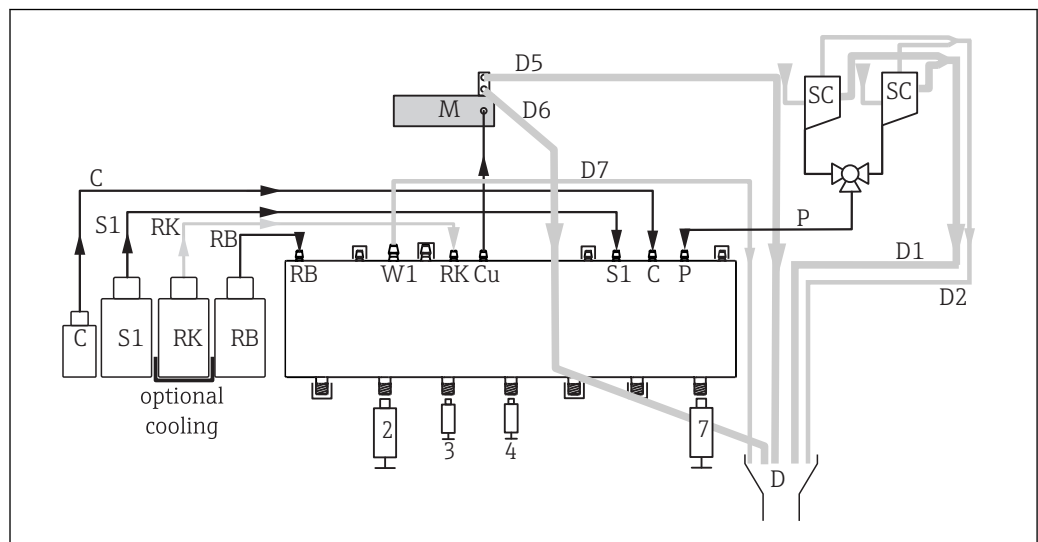 D5
M
D6
SC
SC
C
D7
S1
RK
RB
P
RB
W1
RK
Cu
S1
C
P
D1
D2
C
S1
RK
RB
optional
cooling
2
3
4
7
D